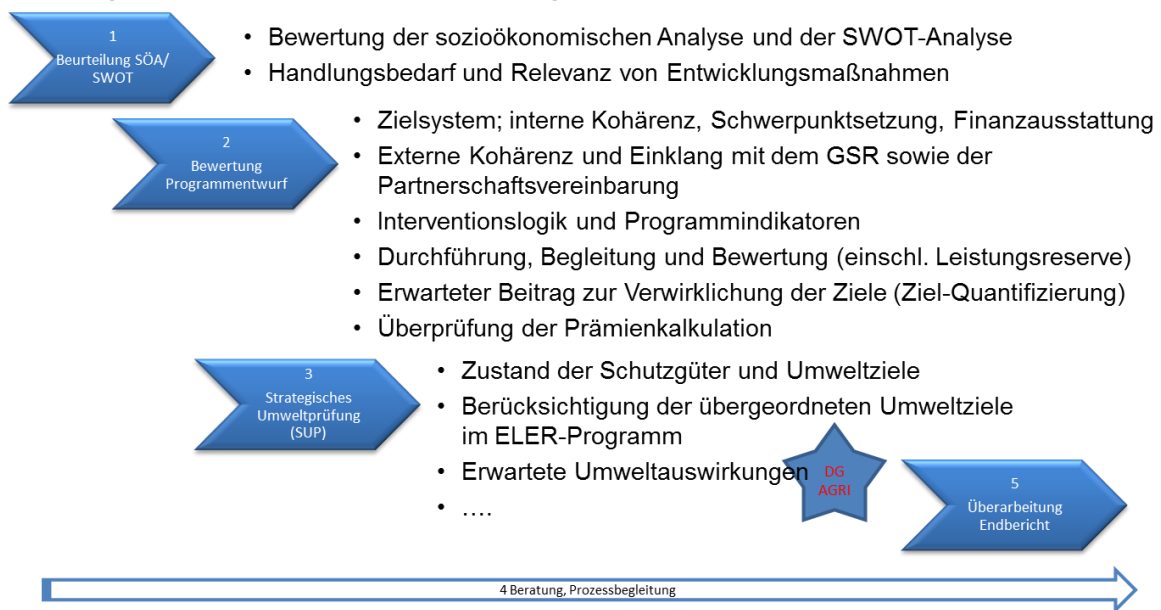 1
Beurteilung SÖA/
SWOT
• Bewertung der sozioökonomischen Analyse und der SWOT-Analyse
• Handlungsbedarf und Relevanz von Entwicklungsmaßnahmen
2
Bewertung
Programmentwurf
• Zielsystem; interne Kohärenz, Schwerpunktsetzung, Finanzausstattung
• Externe Kohärenz und Einklang mit dem GSR sowie der
Partnerschaftsvereinbarung
• Interventionslogik und Programmindikatoren
• Durchführung, Begleitung und Bewertung (einschl. Leistungsreserve)
• Erwarteter Beitrag zur Verwirklichung der Ziele (Ziel-Quantifizierung)
• Überprüfung der Prämienkalkulation
3
Strategisches
Umweltprüfung
(SUP)
• Zustand der Schutzgüter und Umweltziele
• Berücksichtigung der übergeordneten Umweltziele
im ELER-Programm
• Erwartete Umweltauswirkungen
• ….
DG
AGRI
5
Überarbeitung
Endbericht
4 Beratung, Prozessbegleitung